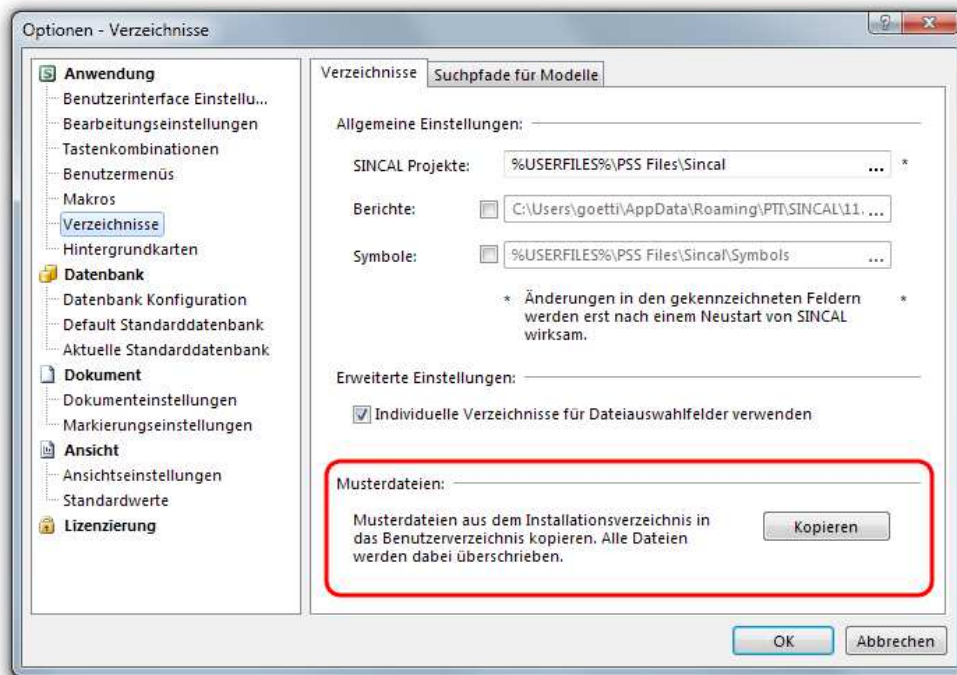 Optionen - Verzeichnisse
Anwendung
Benutzerinterface Einstellu...
Bearbeitungseinstellungen
Tastenkombinationen
Benutzermenüs
Makros
Verzeichnisse
Hintergrundkarten
Datenbank
Datenbank Konfiguration
Default Standarddatenbank
Aktuelle Standarddatenbank
Dokument
Dokumenteinstellungen
Markierungseinstellungen
Ansicht
Ansichtseinstellungen
Standardwerte
Lizenzierung
Verzeichnisse
Suchpfade für Modelle
Allgemeine Einstellungen:
SINCAL Projekte: %USERFILES%\PSS Files\Sincal ... *
Berichte: C:\Users\goetti\AppData\Roaming\PTI\SINCAL\11. ...
Symbole: %USERFILES%\PSS Files\Sincal\Symbols ...
* Änderungen in den gekennzeichneten Feldern *
werden erst nach einem Neustart von SINCAL
wirksam.
Erweiterte Einstellungen:
Individuelle Verzeichnisse für Dateiauswahlfelder verwenden
Musterdateien:
Musterdateien aus dem Installationsverzeichnis in
das Benutzerverzeichnis kopieren. Alle Dateien
werden dabei überschrieben.
Kopieren
OK
Abbrechen